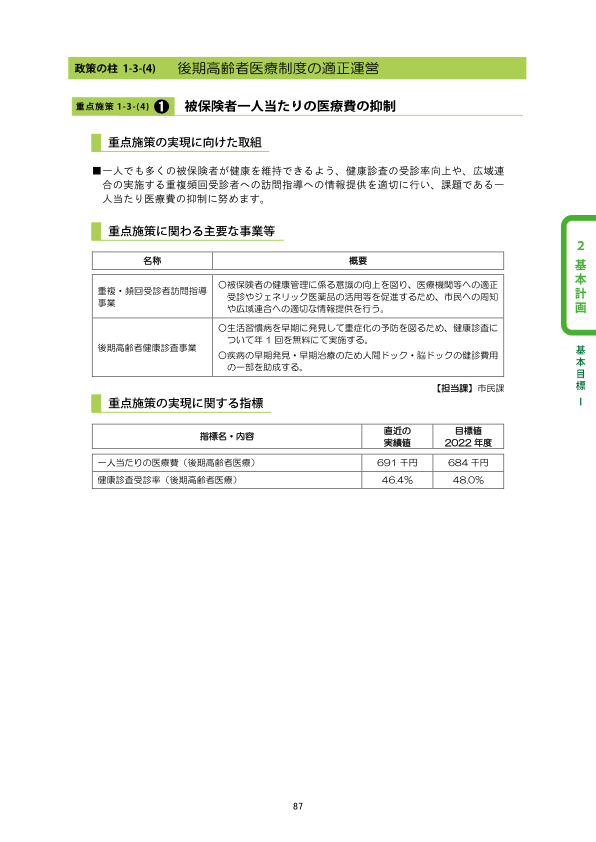 政策の柱 1-3-(4) 後期高齢者医療制度の適正運営
重点施策 1-3-(4) ❶ 被保険者一人当たりの医療費の抑制
重点施策の実現に向けた取組
■一人でも多くの被保険者が健康を維持できるよう、健康診査の受診率向上や、広域連
合の実施する重複頻回受診者への訪問指導への情報提供を適切に行い、課題である一
人当たり医療費の抑制に努めます。
重点施策に関わる主要な事業等
名称 概要
重複・頻回受診者訪問指導
事業
○被保険者の健康管理に係る意識の向上を図り、医療機関等への適正
受診やジェネリック医薬品の活用等を促進するため、市民への周知
や広域連合への適切な情報提供を行う。
後期高齢者健康診査事業
○生活習慣病を早期に発見して重症化の予防を図るため、健康診査に
ついて年 1 回を無料にて実施する。
○疾病の早期発見・早期治療のため人間ドック・脳ドックの健診費用
の一部を助成する。
【担当課】市民課
重点施策の実現に関する指標
指標名・内容
直近の
実績値
目標値
2022 年度
一人当たりの医療費（後期高齢者医療） 691 千円 684 千円
健康診査受診率（後期高齢者医療） 46.4% 48.0%
2
基本計画
基本目標
Ⅰ
87